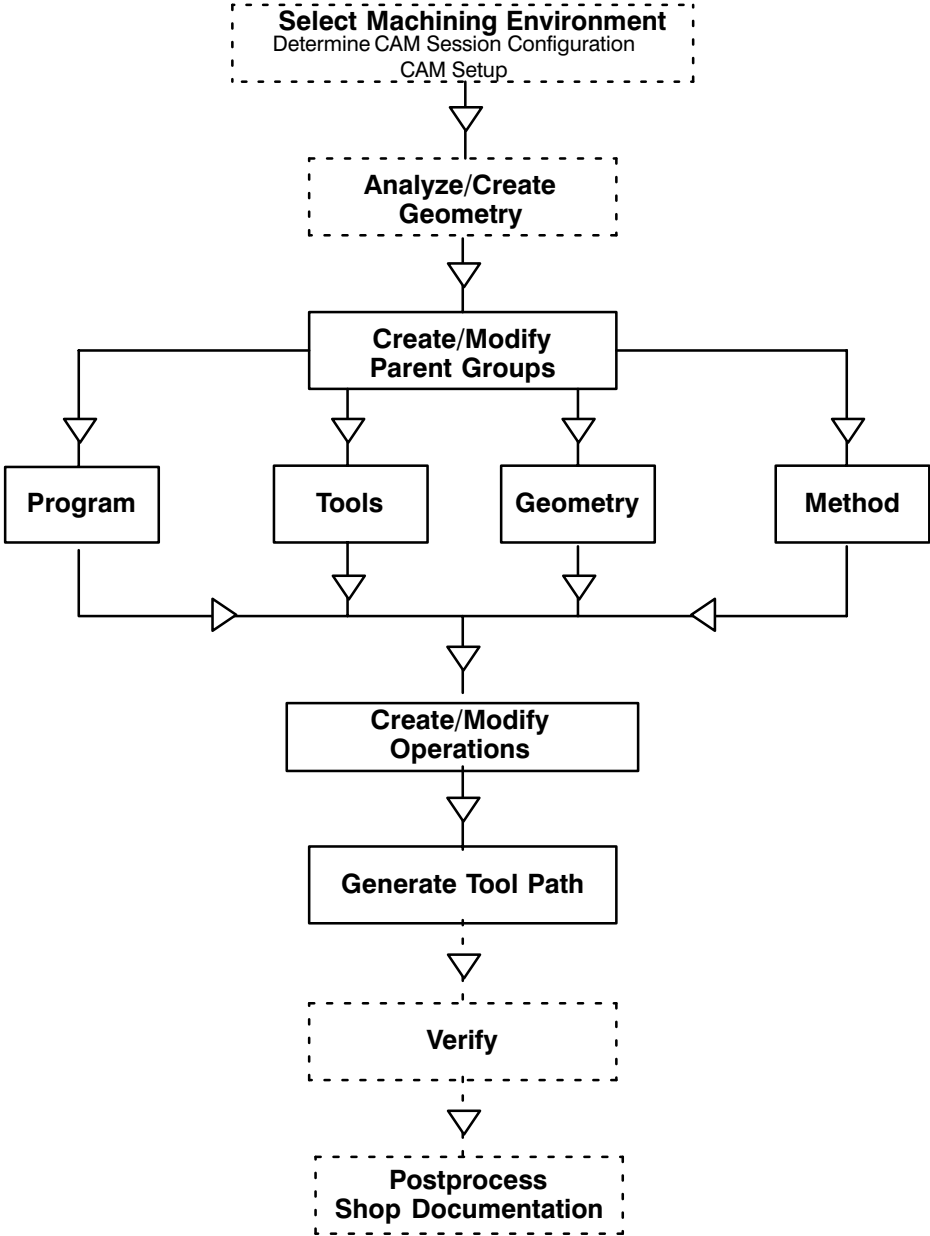 Select Machining Environment
Determine CAM Session Configuration
CAM Setup
Analyze/Create
Geometry
Create/Modify
Parent Groups
Program
Tools
Geometry
Method
Create/Modify
Operations
Generate Tool Path
Verify
Postprocess
Shop Documentation